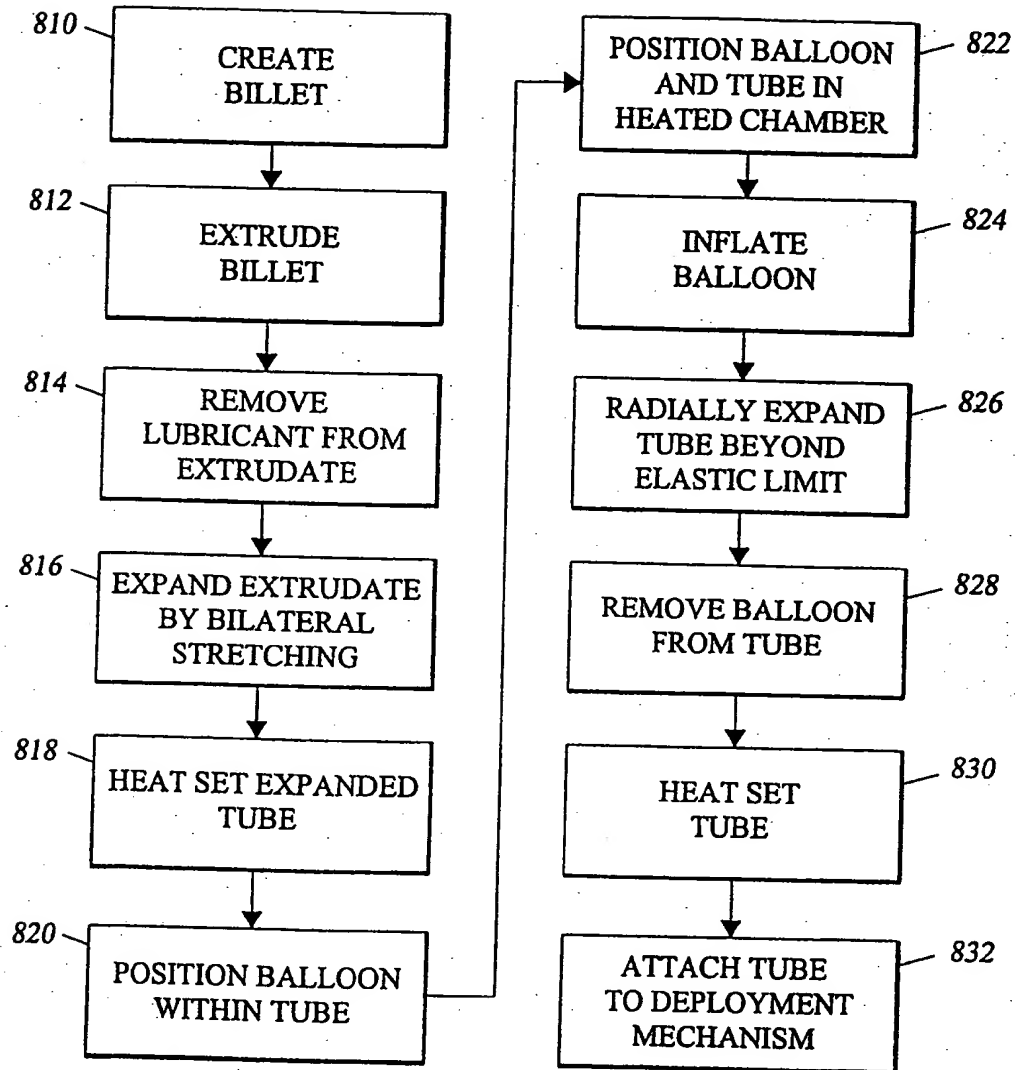 810
CREATE
BILLET
812
EXTRUDE
BILLET
814
REMOVE
LUBRICANT FROM
EXTRUDATE
816
EXPAND EXTRUDATE
BY BILATERAL
STRETCHING
818
HEAT SET EXPANDED
TUBE
820
POSITION BALLOON
WITHIN TUBE
822
POSITION BALLOON
AND TUBE IN
HEATED CHAMBER
824
INFLATE
BALLOON
826
RADIALLY EXPAND
TUBE BEYOND
ELASTIC LIMIT
828
REMOVE BALLOON
FROM TUBE
830
HEAT SET
TUBE
832
ATTACH TUBE
TO DEPLOYMENT
MECHANISM